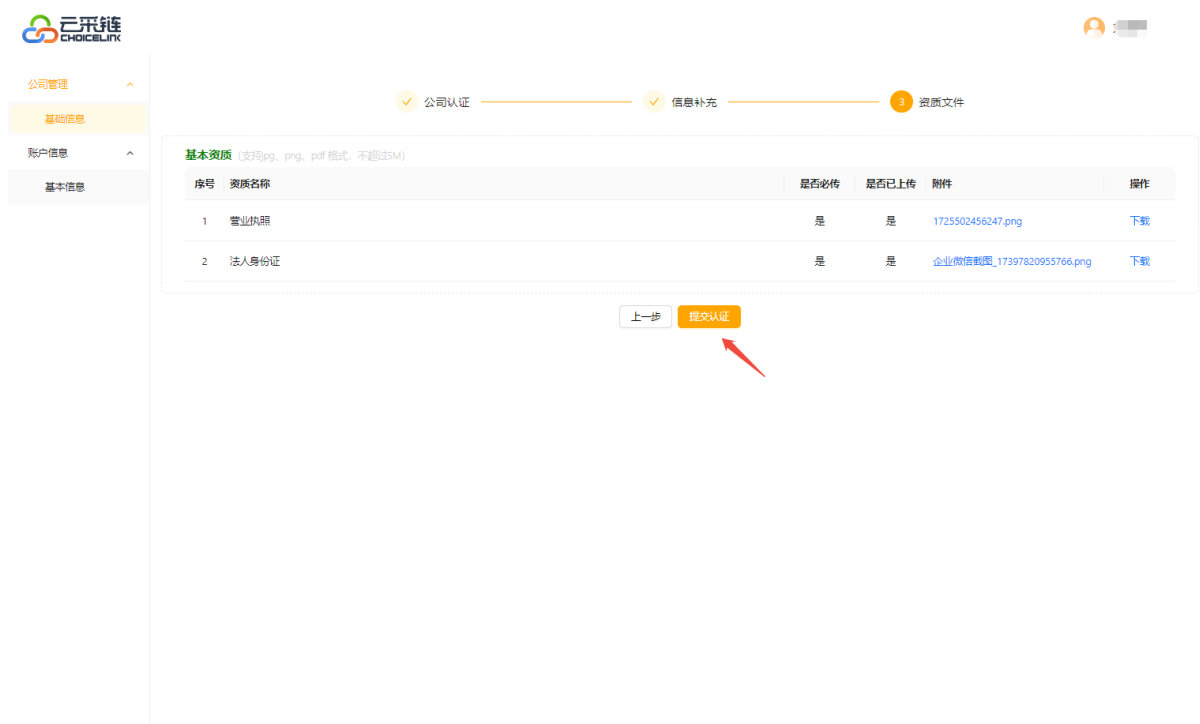 云采链
CHOICELINK
公司管理
基础信息
账户信息
基本信息
公司认证
信息补充
3 资质文件
基本资质 (支持jpg、png、pdf 格式，不超过5M)
序号 资质名称 是否必传 是否已上传 附件 操作
1 营业执照 是 是 1725502456247.png 下载
2 法人身份证 是 是 企业微信截图_17397820955766.png 下载
上一步 提交认证